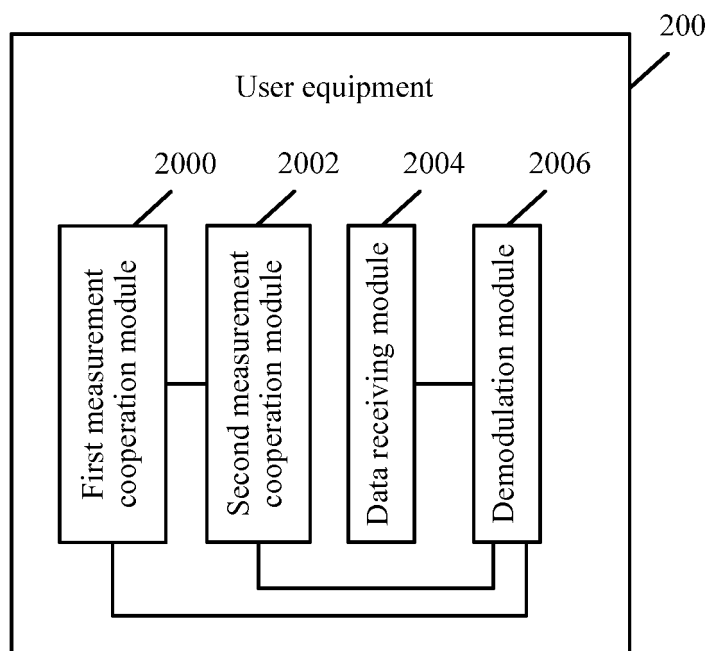 200
User equipment
2000
2002
2004
2006
First measurement
cooperation module
Second measurement
cooperation module
Data receiving module
Demodulation module